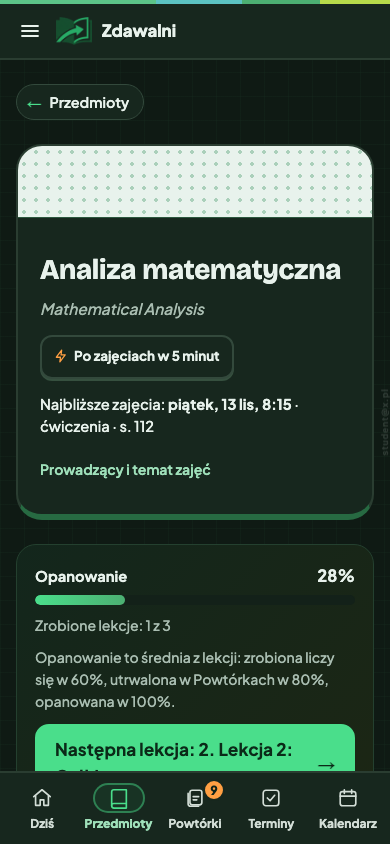 Zdawalni
← Przedmioty
Analiza matematyczna
Mathematical Analysis
Po zajęciach w 5 minut
Najbliższe zajęcia: piątek, 13 lis, 8:15 ·
ćwiczenia · s. 112
Prowadzący i temat zajęć
student@z.pl
Opanowanie 28%
Zrobione lekcje: 1 z 3
Opanowanie to średnia z lekcji: zrobiona liczy
się w 60%, utrwalona w Powtórkach w 80%,
opanowana w 100%.
Następna lekcja: 2. Lekcja 2:
→
9
Dziś Przedmioty Powtórki Terminy Kalendarz